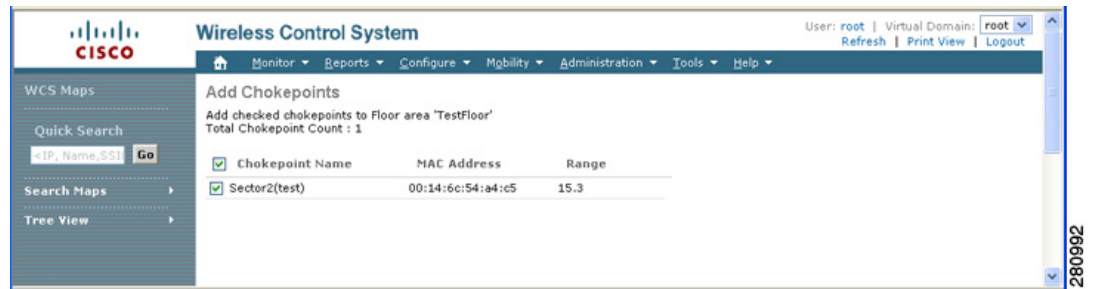 CISCO
Wireless Control System
User: root | Virtual Domain: root
Refresh | Print View | Logout
Monitor Reports Configure Mobility Administration Tools Help
WCS Maps
Quick Search
<IP, Name,SSI Go
Search Maps
Tree View
Add Chokepoints
Add checked chokepoints to Floor area 'TestFloor'
Total Chokepoint Count : 1
Chokepoint Name MAC Address Range
Sector2(test) 00:14:6c:54:a4:c5 15.3
280992